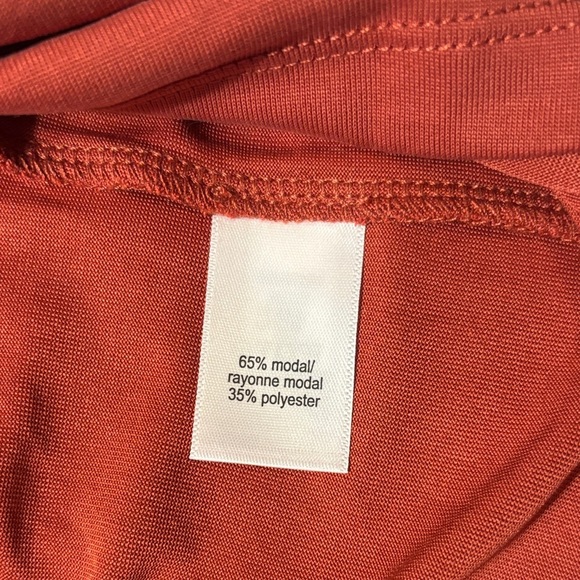 65% modal/
rayonne modal
35% polyester